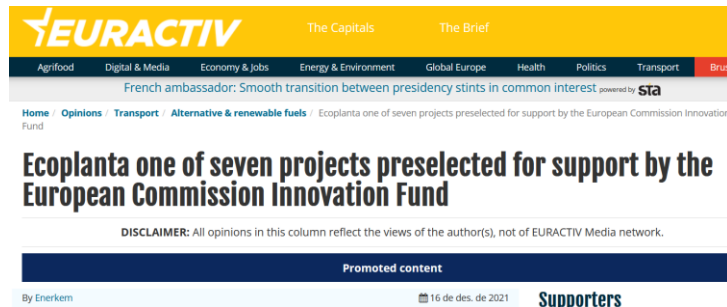 EURACTIV
The Capitals The Brief
Agrifood Digital & Media Economy & Jobs Energy & Environment Global Europe Health Politics Transport
French ambassador: Smooth transition between presidency stints in common interest powered by sta
Home / Opinions / Transport / Alternative & renewable fuels / Ecoplanta one of seven projects preselected for support by the European Commission Innovation
Fund
Ecoplanta one of seven projects preselected for support by the
European Commission Innovation Fund
DISCLAIMER: All opinions in this column reflect the views of the author(s), not of EURACTIV Media network.
Promoted content
By Enerkem 16 de des. de 2021 Supporters